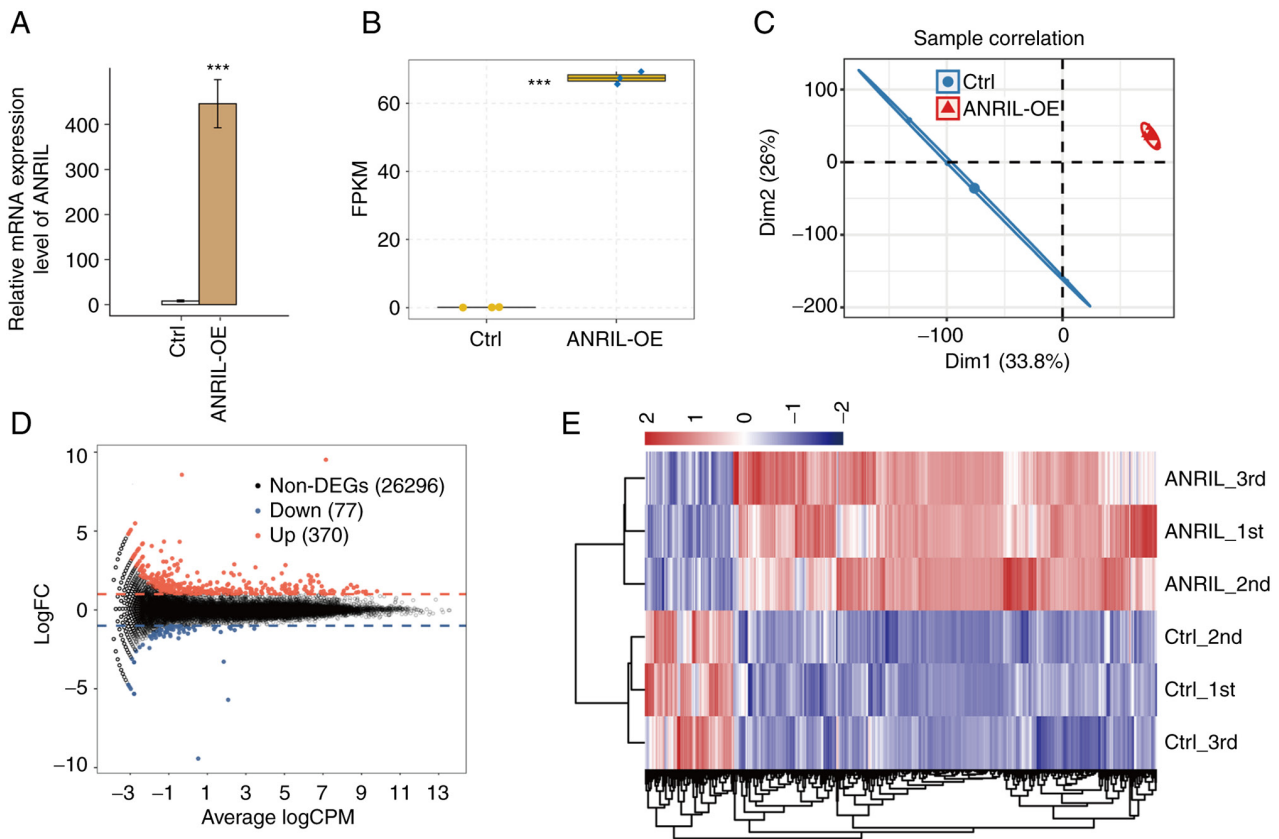 A
Relative mRNA expression
level of ANRIL
400
300
200
100
0
***
Ctrl
ANRIL-OE
B
FPKM
60
40
20
0
***
Ctrl
ANRIL-OE
C
Sample correlation
Ctrl
ANRIL-OE
Dim2 (26%)
100
0
−100
−200
−100
0
Dim1 (33.8%)
D
LogFC
10
5
0
−5
−10
Non-DEGs (26296)
Down (77)
Up (370)
−3
−1
1
3
5
7
9
11
13
Average logCPM
E
2
1
0
-1
-2
ANRIL_3rd
ANRIL_1st
ANRIL_2nd
Ctrl_2nd
Ctrl_1st
Ctrl_3rd